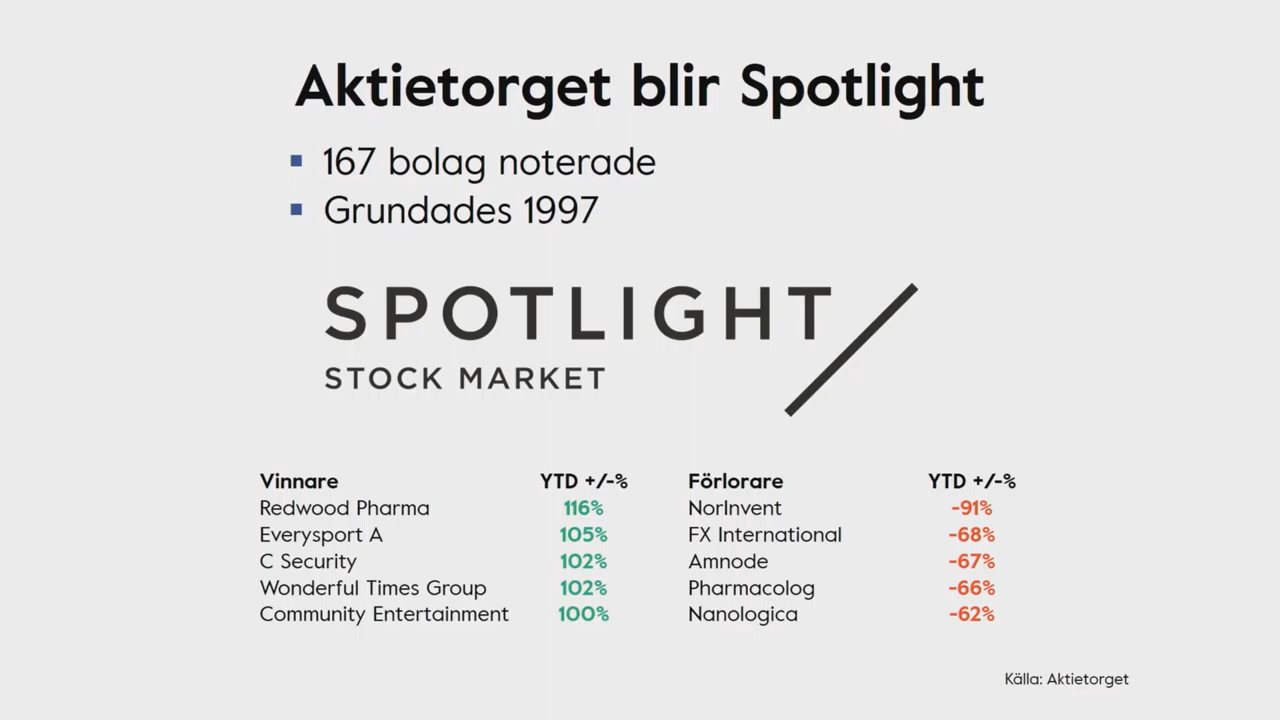 Aktietorget blir Spotlight
▪ 167 bolag noterade
▪ Grundades 1997
SPOTLIGHT
STOCK MARKET
Vinnare YTD +/-% Förlorare YTD +/-%
Redwood Pharma 116% NorInvent -91%
Everysport A 105% FX International -68%
C Security 102% Amnode -67%
Wonderful Times Group 102% Pharmacolog -66%
Community Entertainment 100% Nanologica -62%
Källa: Aktietorget